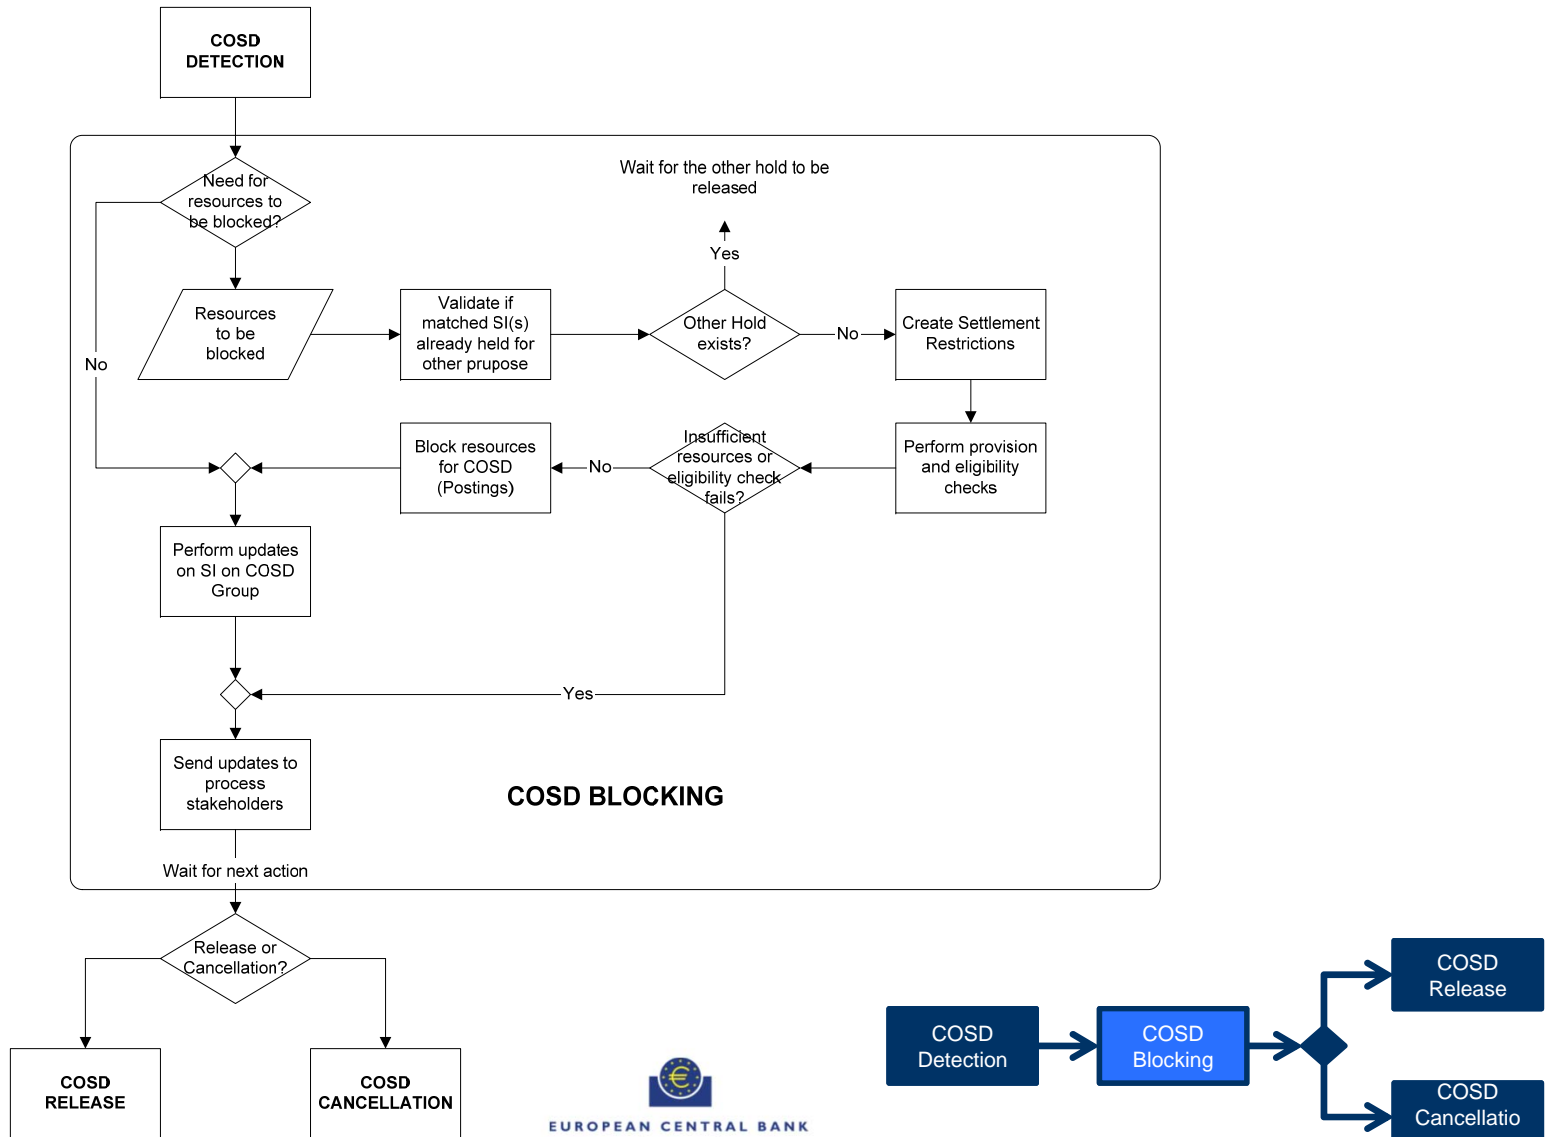 COSD
DETECTION
Need for
resources to
be blocked?
Wait for the other hold to be
released
Yes
Resources
to be
blocked
Validate if
matched SI(s)
already held for
other prupose
Other Hold
exists?
No
Create Settlement
Restrictions
No
Block resources
for COSD
(Postings)
No
Insufficient
resources or
eligibility check
fails?
Perform provision
and eligibility
checks
Perform updates
on SI on COSD
Group
Yes
Send updates to
process
stakeholders
COSD BLOCKING
Wait for next action
Release or
Cancellation?
COSD
RELEASE
COSD
CANCELLATION
EUROPEAN CENTRAL BANK
COSD
Detection
COSD
Blocking
COSD
Release
COSD
Cancellatio